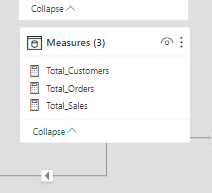 Collapse
Measures (3)
Total_Customers
Total_Orders
Total_Sales
Collapse